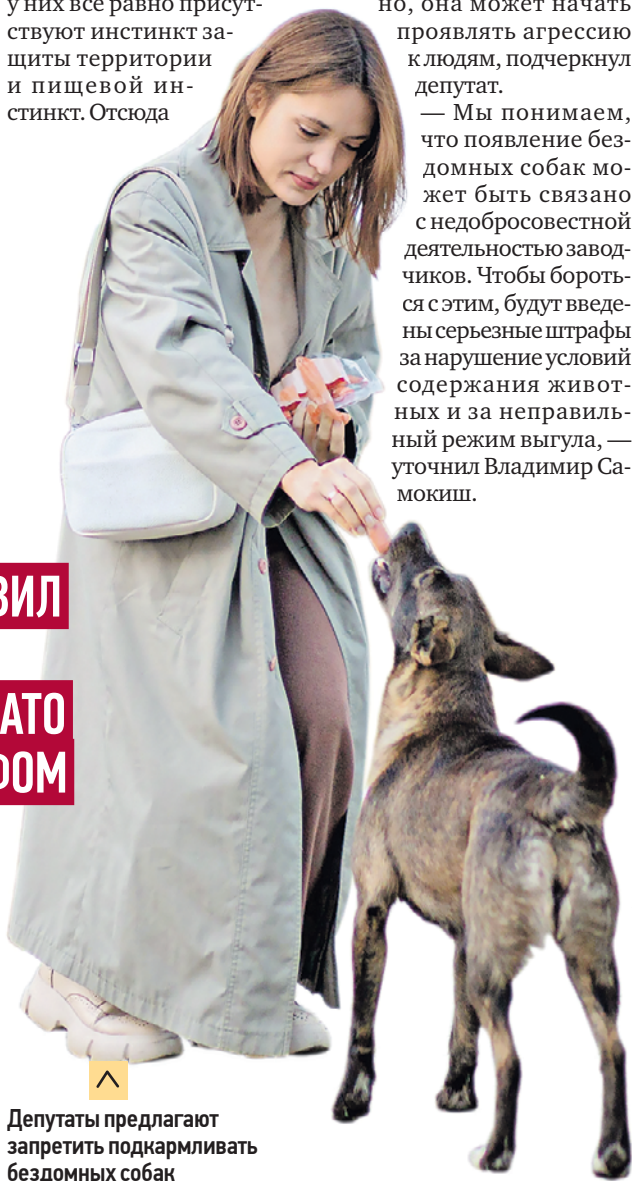 у них все равно присут-
ствуют инстинкт за-
щиты территории
и пищевой ин-
стинкт. Отсюда
но, она может начать
проявлять агрессию
к людям, подчеркнул
депутат.
— Мы понимаем,
что появление без-
домных собак мо-
жет быть связано
с недобросовестной
деятельностью завод-
чиков. Чтобы бороть-
ся с этим, будут введе-
ны серьезные штрафы
за нарушение условий
содержания живот-
ных и за неправиль-
ный режим выгула, —
уточнил Владимир Са-
мокиш.
ВИЛ
АТО
ФОМ
Депутаты предлагают
запретить подкармливать
бездомных собак